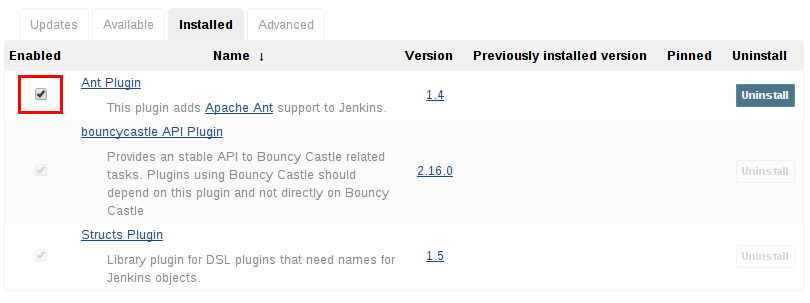 Updates Available Installed Advanced
Enabled Name ↓ Version Previously installed version Pinned Uninstall
Ant Plugin
This plugin adds Apache Ant support to Jenkins.
1.4
Uninstall
bouncycastle API Plugin
Provides an stable API to Bouncy Castle related
tasks. Plugins using Bouncy Castle should
depend on this plugin and not directly on Bouncy
Castle
2.16.0
Uninstall
Structs Plugin
Library plugin for DSL plugins that need names for
Jenkins objects.
1.5
Uninstall